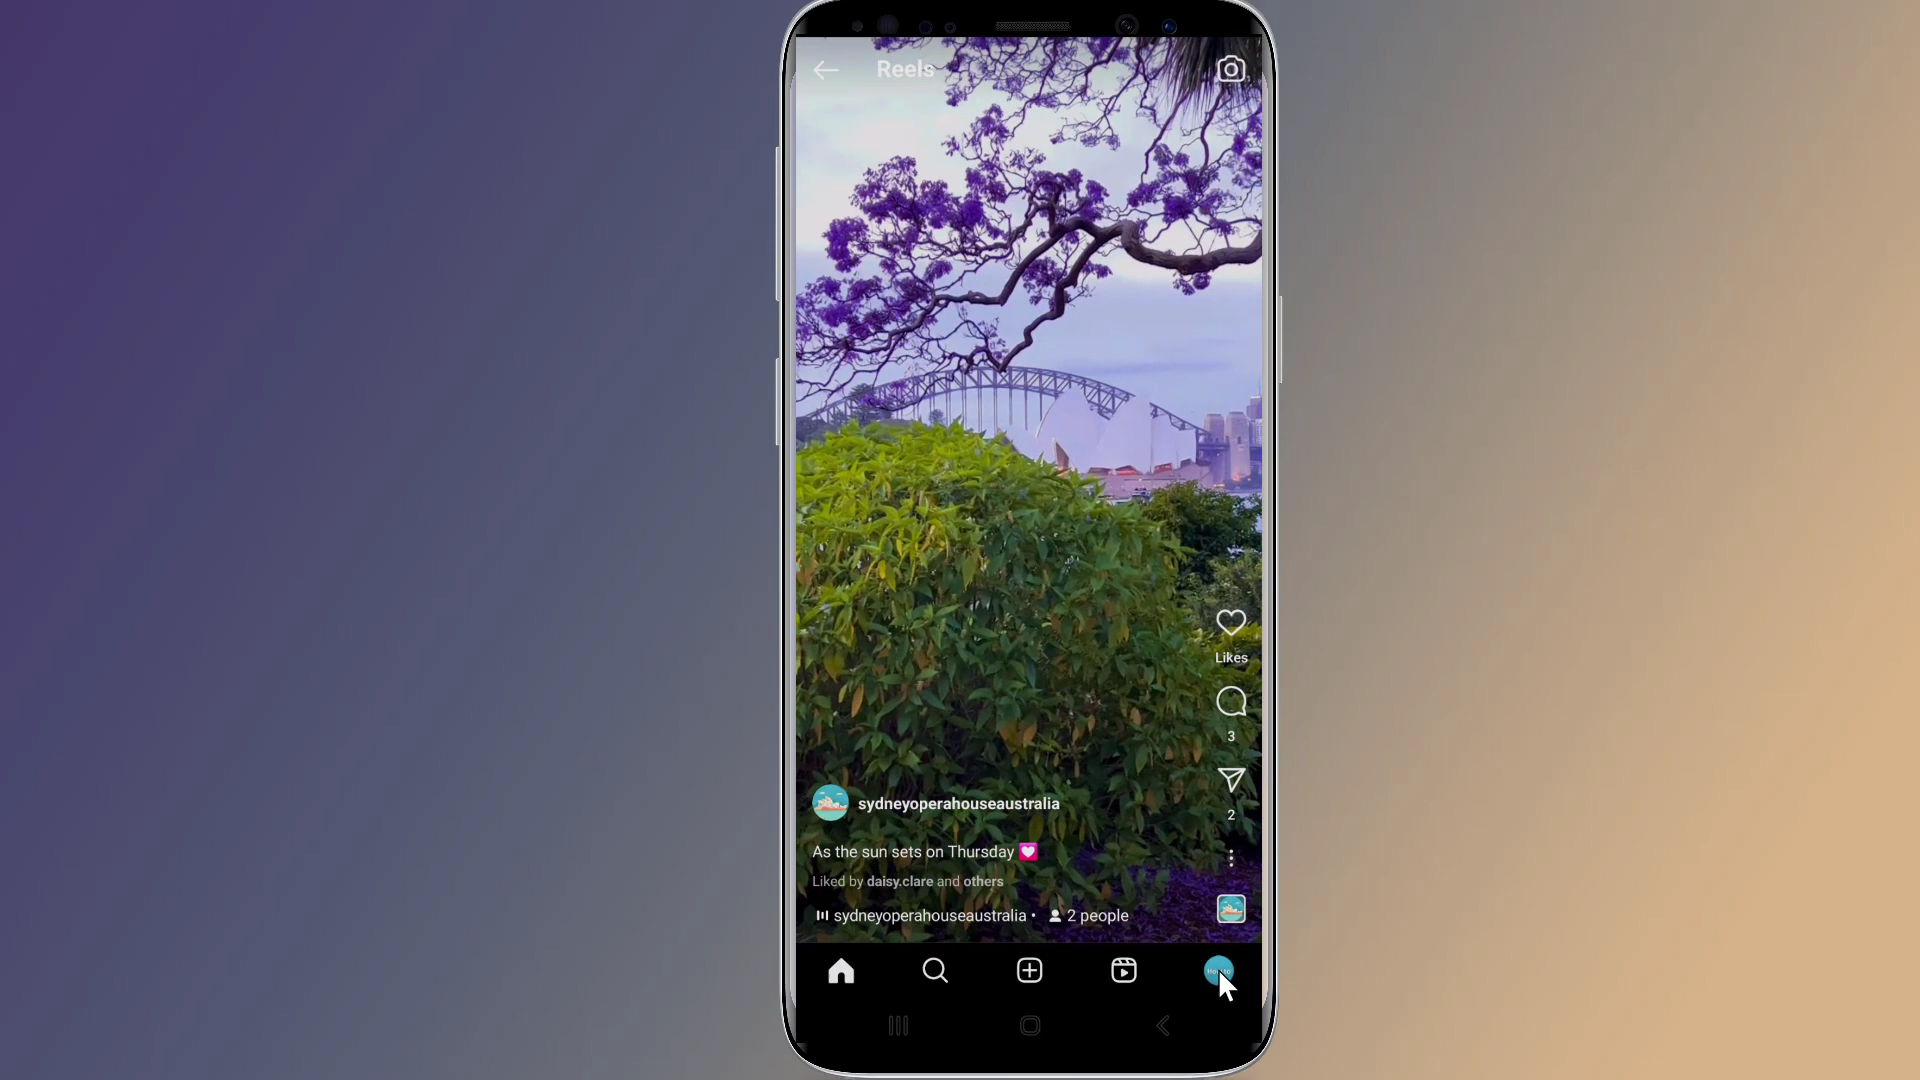 Reels
Likes
3
2
sydneyoperahouseaustralia
As the sun sets on Thursday 💟
Liked by daisy.clare and others
sydneyoperahouseaustralia • 2 people